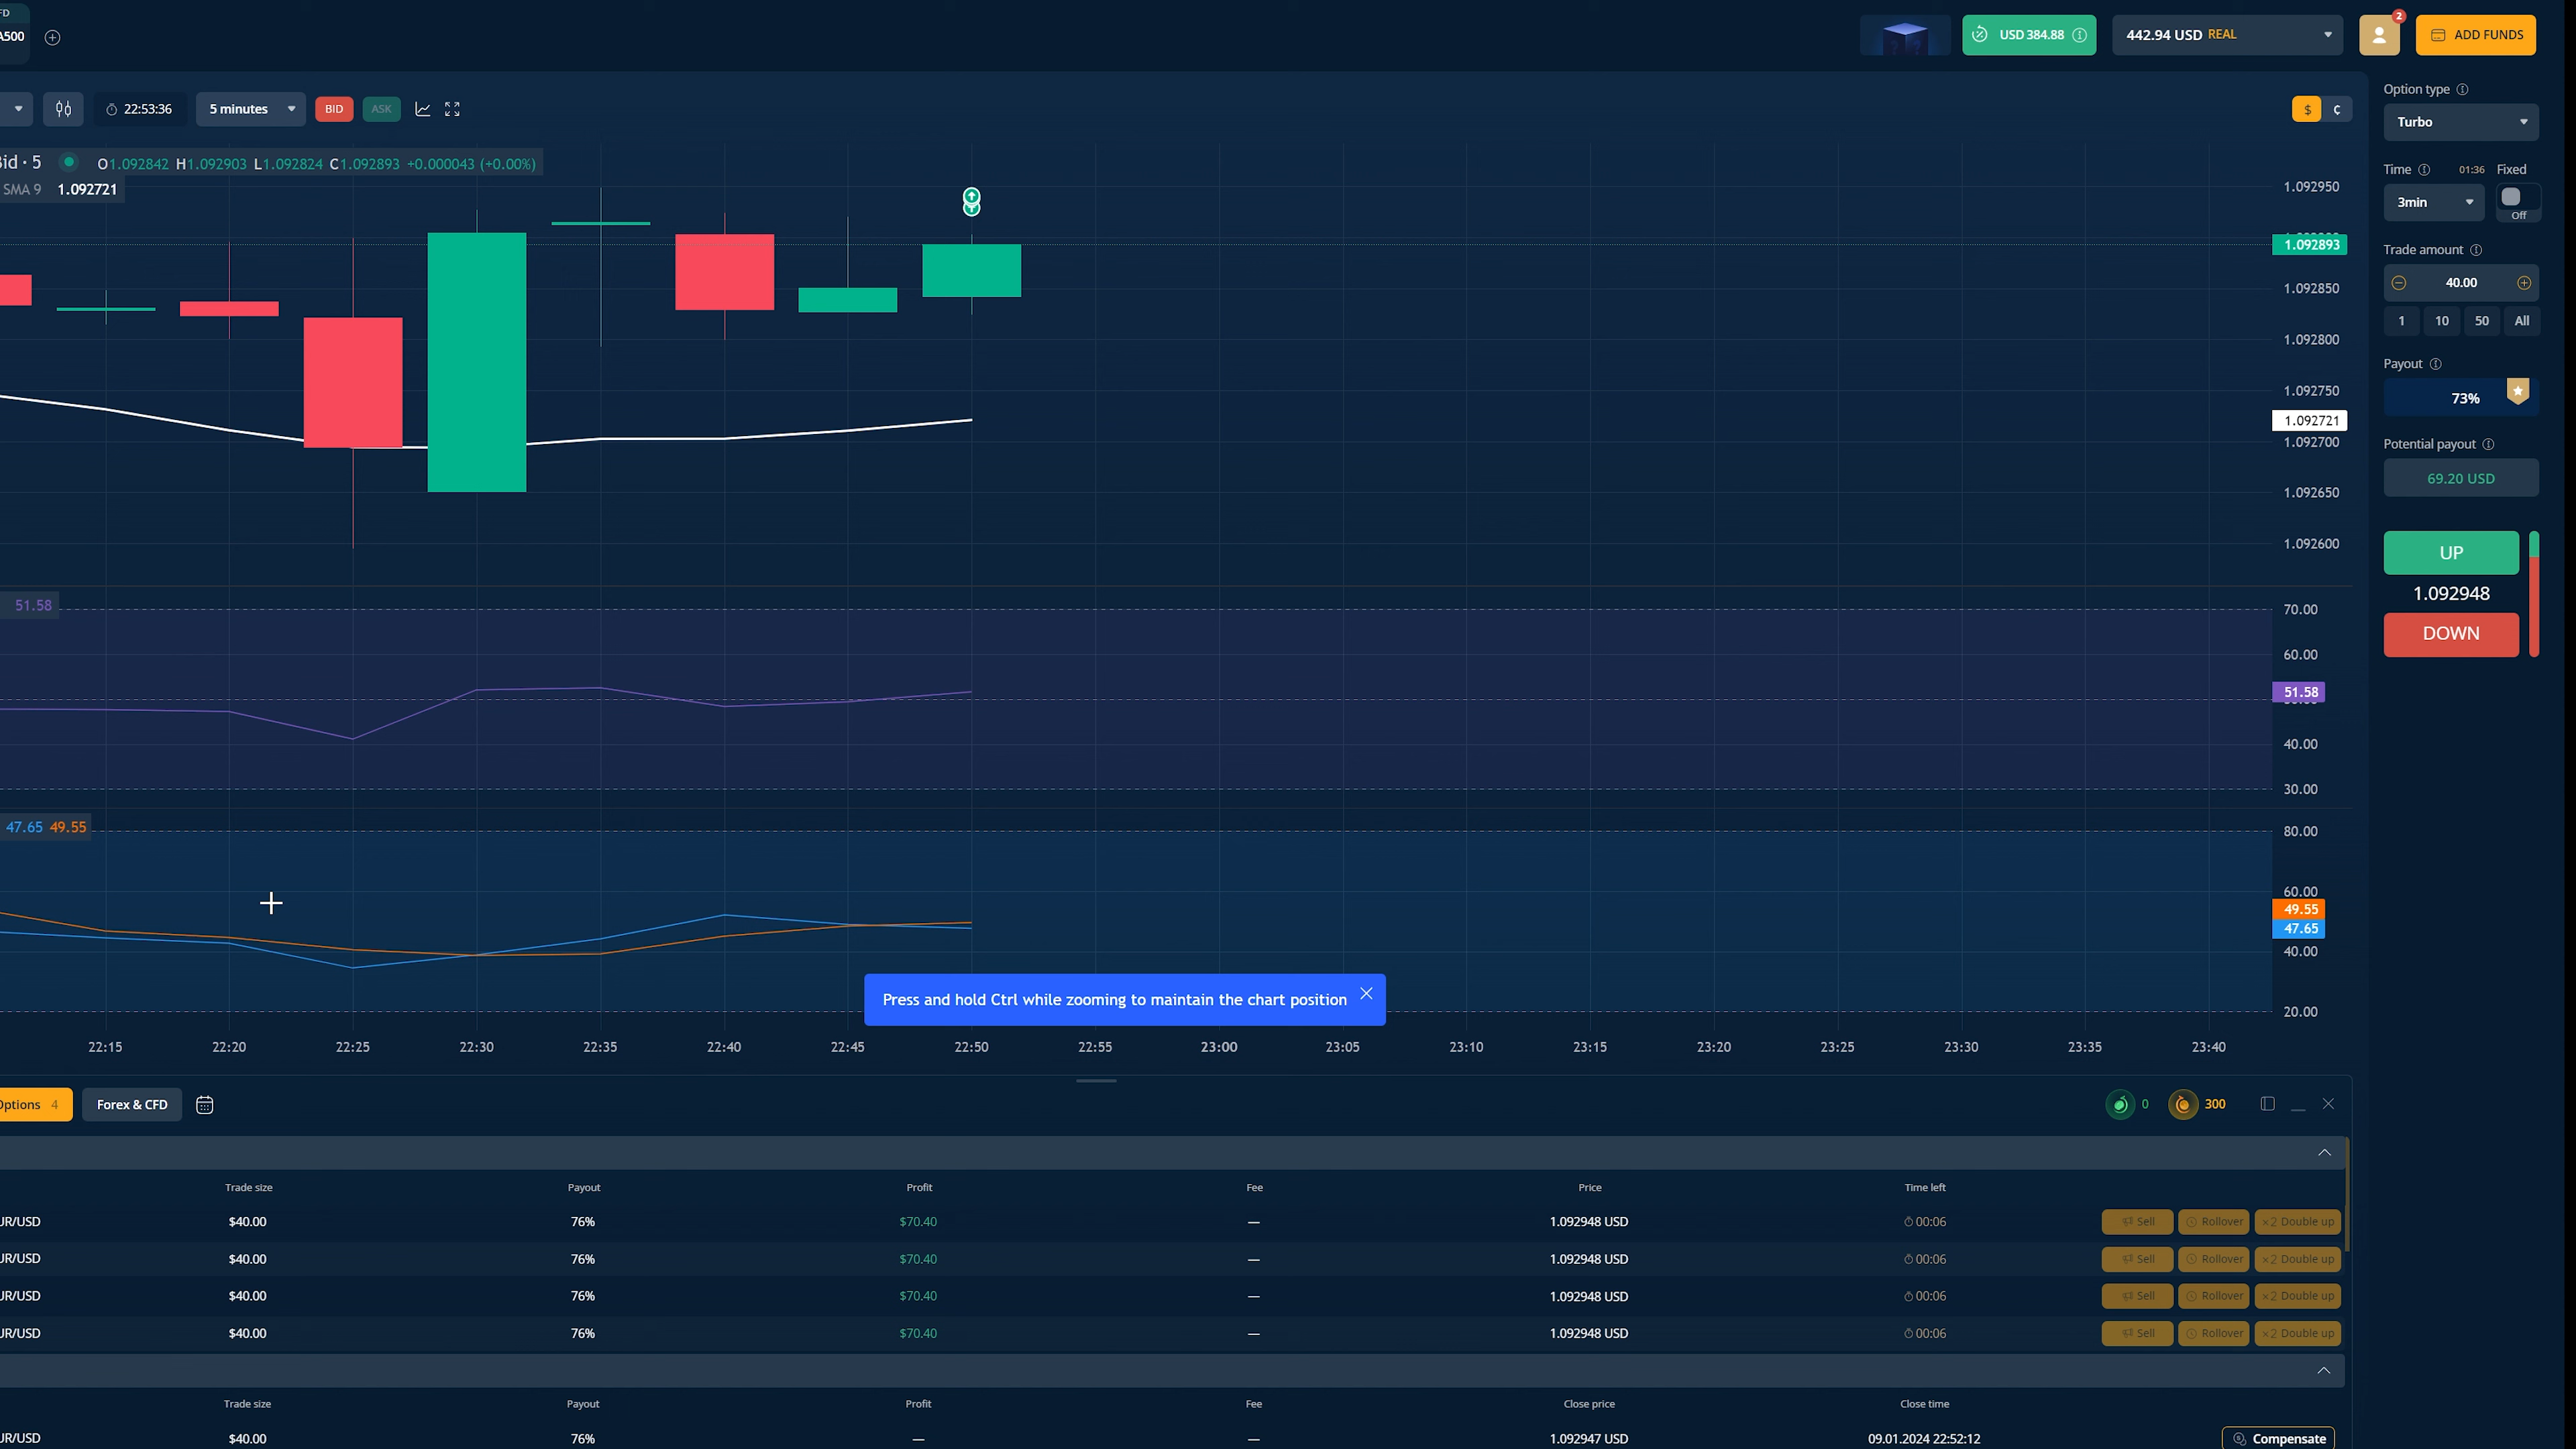 FD
A500
USD 384.88
442.94 USD REAL
2
ADD FUNDS
22:53:36
5 minutes
BID
ASK
$
¢
Bid · 5
O1.092842 H1.092903 L1.092824 C1.092893 +0.000043 (+0.00%)
SMA 9 1.092721
1.092950
1.092893
1.092850
1.092800
1.092750
1.092721
1.092700
1.092650
1.092600
51.58
70.00
60.00
51.58
40.00
30.00
47.65 49.55
80.00
60.00
49.55
47.65
40.00
20.00
Press and hold Ctrl while zooming to maintain the chart position
22:15 22:20 22:25 22:30 22:35 22:40 22:45 22:50 22:55 23:00 23:05 23:10 23:15 23:20 23:25 23:30 23:35 23:40
Option type
Turbo
Time 01:36 Fixed
3min
Off
Trade amount
40.00
1 10 50 All
Payout
73%
Potential payout
69.20 USD
UP
1.092948
DOWN
Options 4
Forex & CFD
0
300
Trade size Payout Profit Fee Price Time left
UR/USD $40.00 76% $70.40 — 1.092948 USD 00:06 Sell Rollover ×2 Double up
UR/USD $40.00 76% $70.40 — 1.092948 USD 00:06 Sell Rollover ×2 Double up
UR/USD $40.00 76% $70.40 — 1.092948 USD 00:06 Sell Rollover ×2 Double up
UR/USD $40.00 76% $70.40 — 1.092948 USD 00:06 Sell Rollover ×2 Double up
Trade size Payout Profit Fee Close price Close time
UR/USD $40.00 76% — — 1.092947 USD 09.01.2024 22:52:12 Compensate